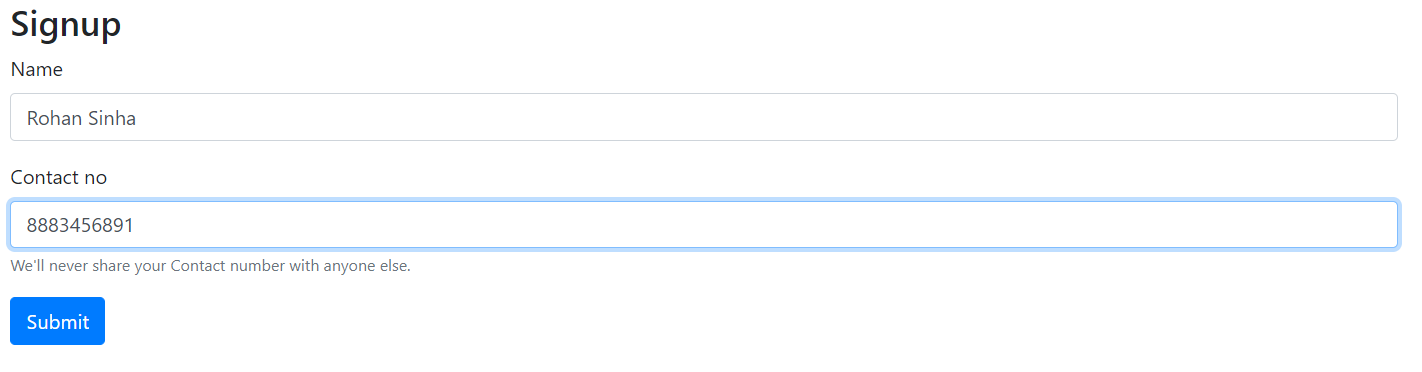 Signup
Name
Rohan Sinha
Contact no
8883456891
We'll never share your Contact number with anyone else.
Submit